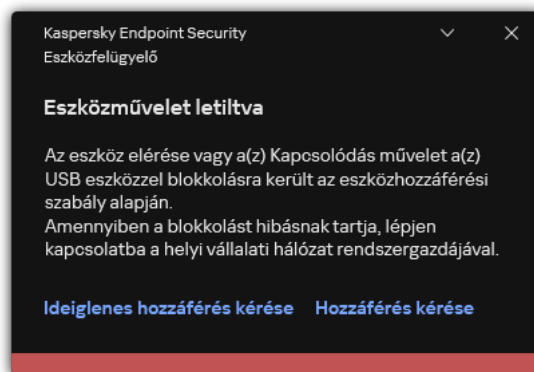 Kaspersky Endpoint Security
Eszközfelügyelő
Eszközművelet letiltva
Az eszköz elérése vagy a(z) Kapcsolódás művelet a(z)
USB eszközzel blokkolásra került az eszközhozzáférési
szabály alapján.
Amennyiben a blokkolást hibásnak tartja, lépjen
kapcsolatba a helyi vállalati hálózat rendszergazdájával.
Ideiglenes hozzáférés kérése Hozzáférés kérése